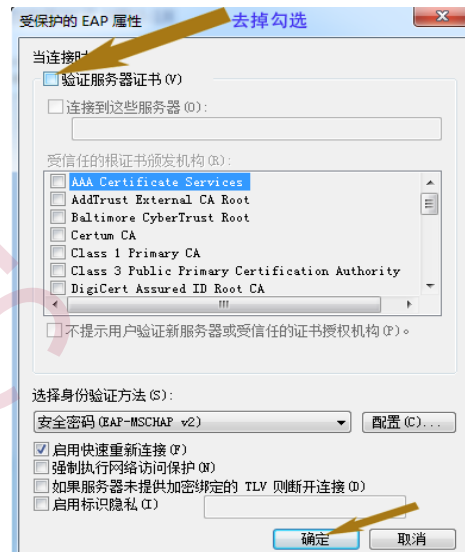 受保护的 EAP 属性
去掉勾选
当连接时
验证服务器证书(V)
连接到这些服务器(O):
受信任的根证书颁发机构(R):
AAA Certificate Services
AddTrust External CA Root
Baltimore CyberTrust Root
Certum CA
Class 1 Primary CA
Class 3 Public Primary Certification Authority
DigiCert Assured ID Root CA
不提示用户验证新服务器或受信任的证书授权机构(P)。
选择身份验证方法(S):
安全密码(EAP-MSCHAP v2)
配置(C)...
启用快速重新连接(F)
强制执行网络访问保护(N)
如果服务器未提供加密绑定的 TLV 则断开连接(D)
启用标识隐私(I)
确定
取消